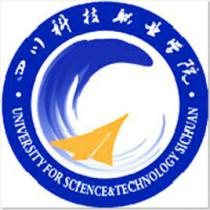 四川科技职业学院
UNIVERSITY FOR SCIENCE&TECHNOLOGY SICHUAN